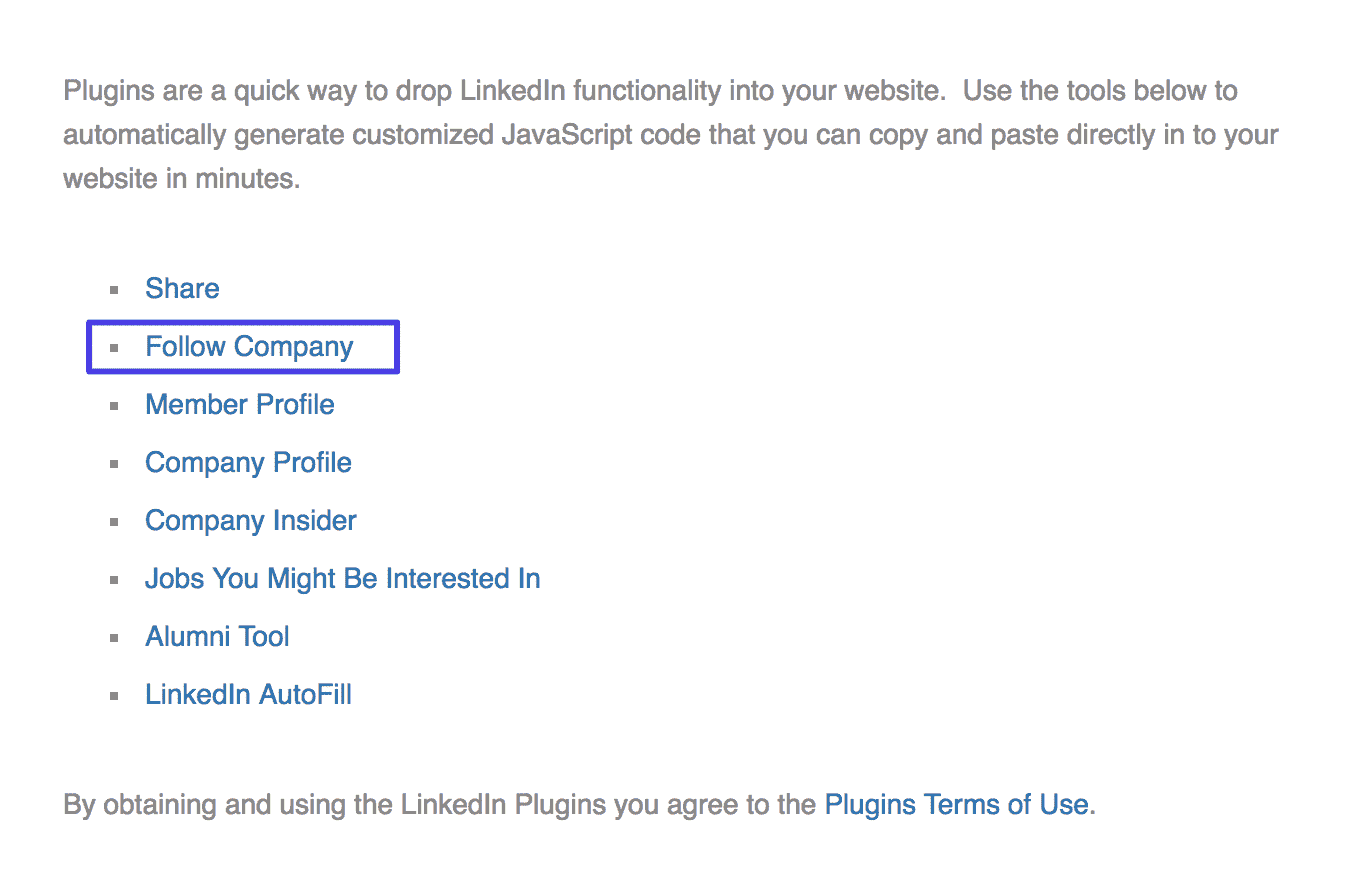 Plugins are a quick way to drop LinkedIn functionality into your website.  Use the tools below to
automatically generate customized JavaScript code that you can copy and paste directly in to your
website in minutes.
Share
Follow Company
Member Profile
Company Profile
Company Insider
Jobs You Might Be Interested In
Alumni Tool
LinkedIn AutoFill
By obtaining and using the LinkedIn Plugins you agree to the Plugins Terms of Use.